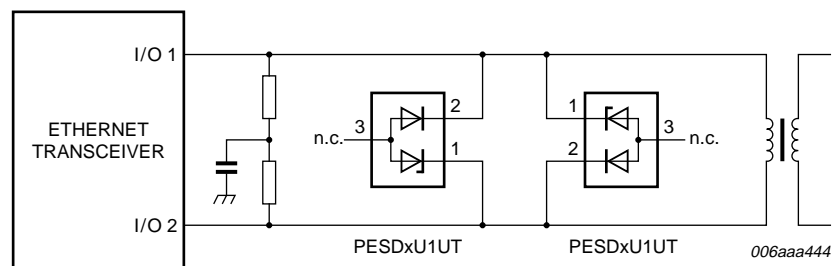 I/O 1
ETHERNET
TRANSCEIVER
I/O 2
n.c.
3
2
1
PESDxU1UT
1
2
3
n.c.
PESDxU1UT
006aaa444